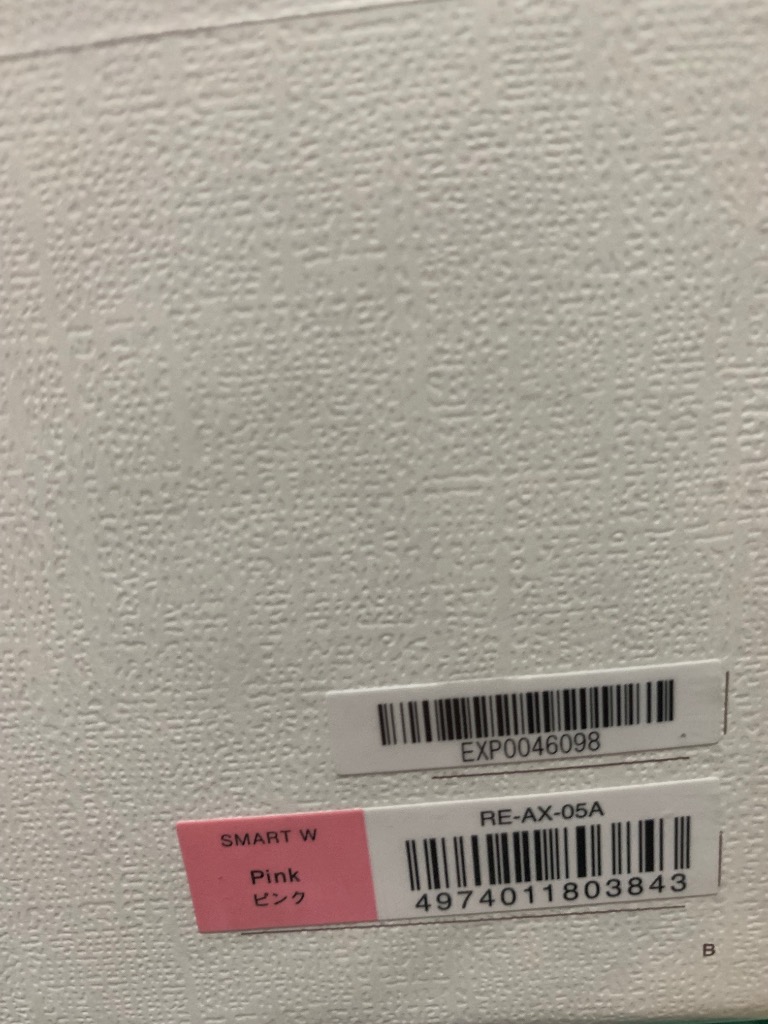 EXP0046098
SMART W
Pink
ピンク
RE-AX-05A
4974011803843
B